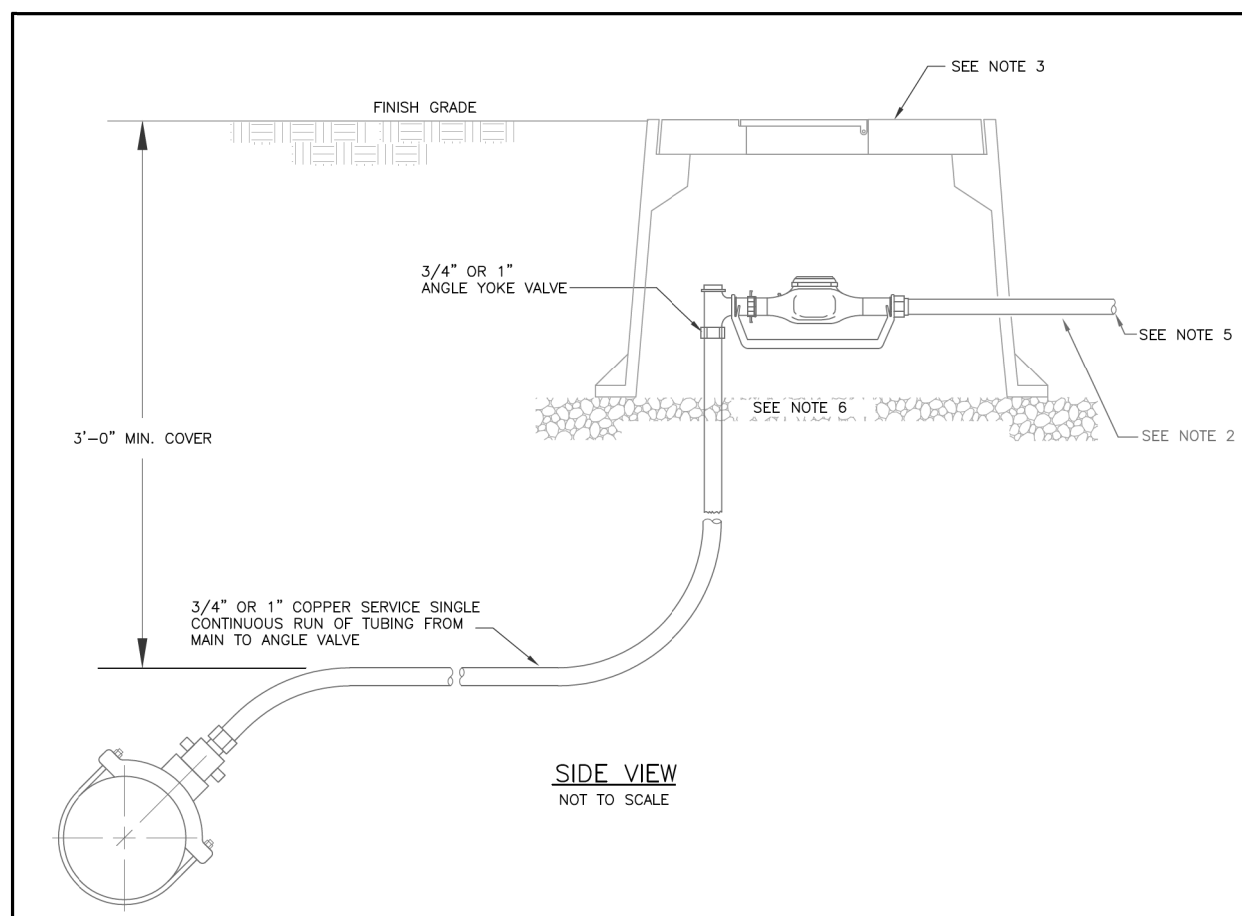 SEE NOTE 3
FINISH GRADE
3/4" OR 1"
ANGLE YOKE VALVE
SEE NOTE 5
SEE NOTE 6
SEE NOTE 2
3'-0" MIN. COVER
3/4" OR 1" COPPER SERVICE SINGLE
CONTINUOUS RUN OF TUBING FROM
MAIN TO ANGLE VALVE
SIDE VIEW
NOT TO SCALE